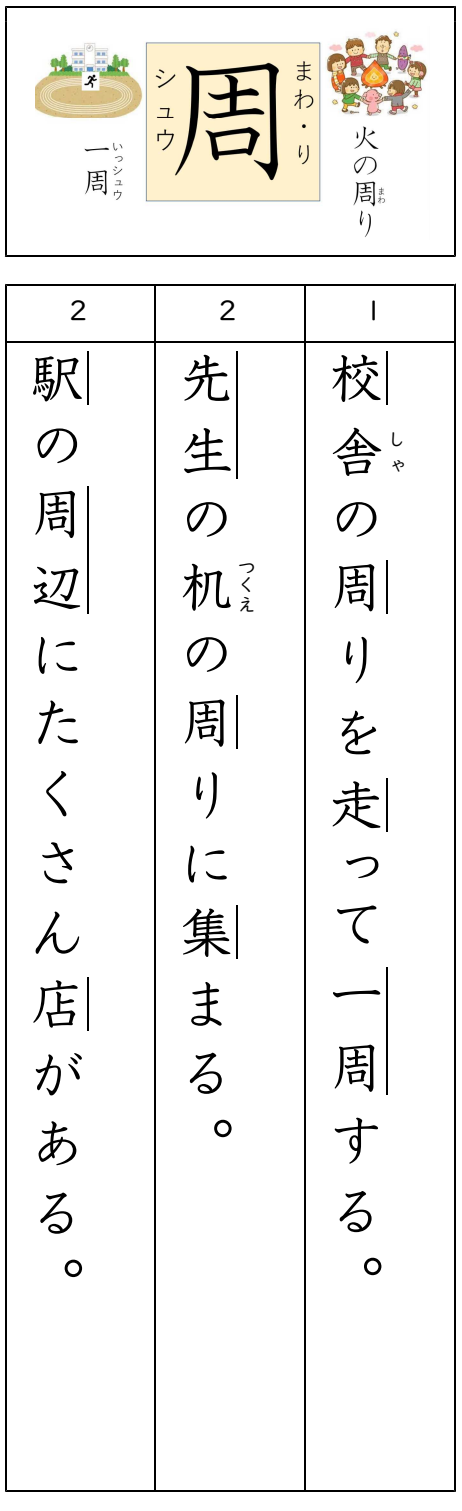 火の周り
まわ
まわ・り
周
シュウ
一周
いっシュウ
1
校舎の周りを走って一周する。
しゃ
2
先生の机の周りに集まる。
つくえ
2
駅の周辺にたくさん店がある。